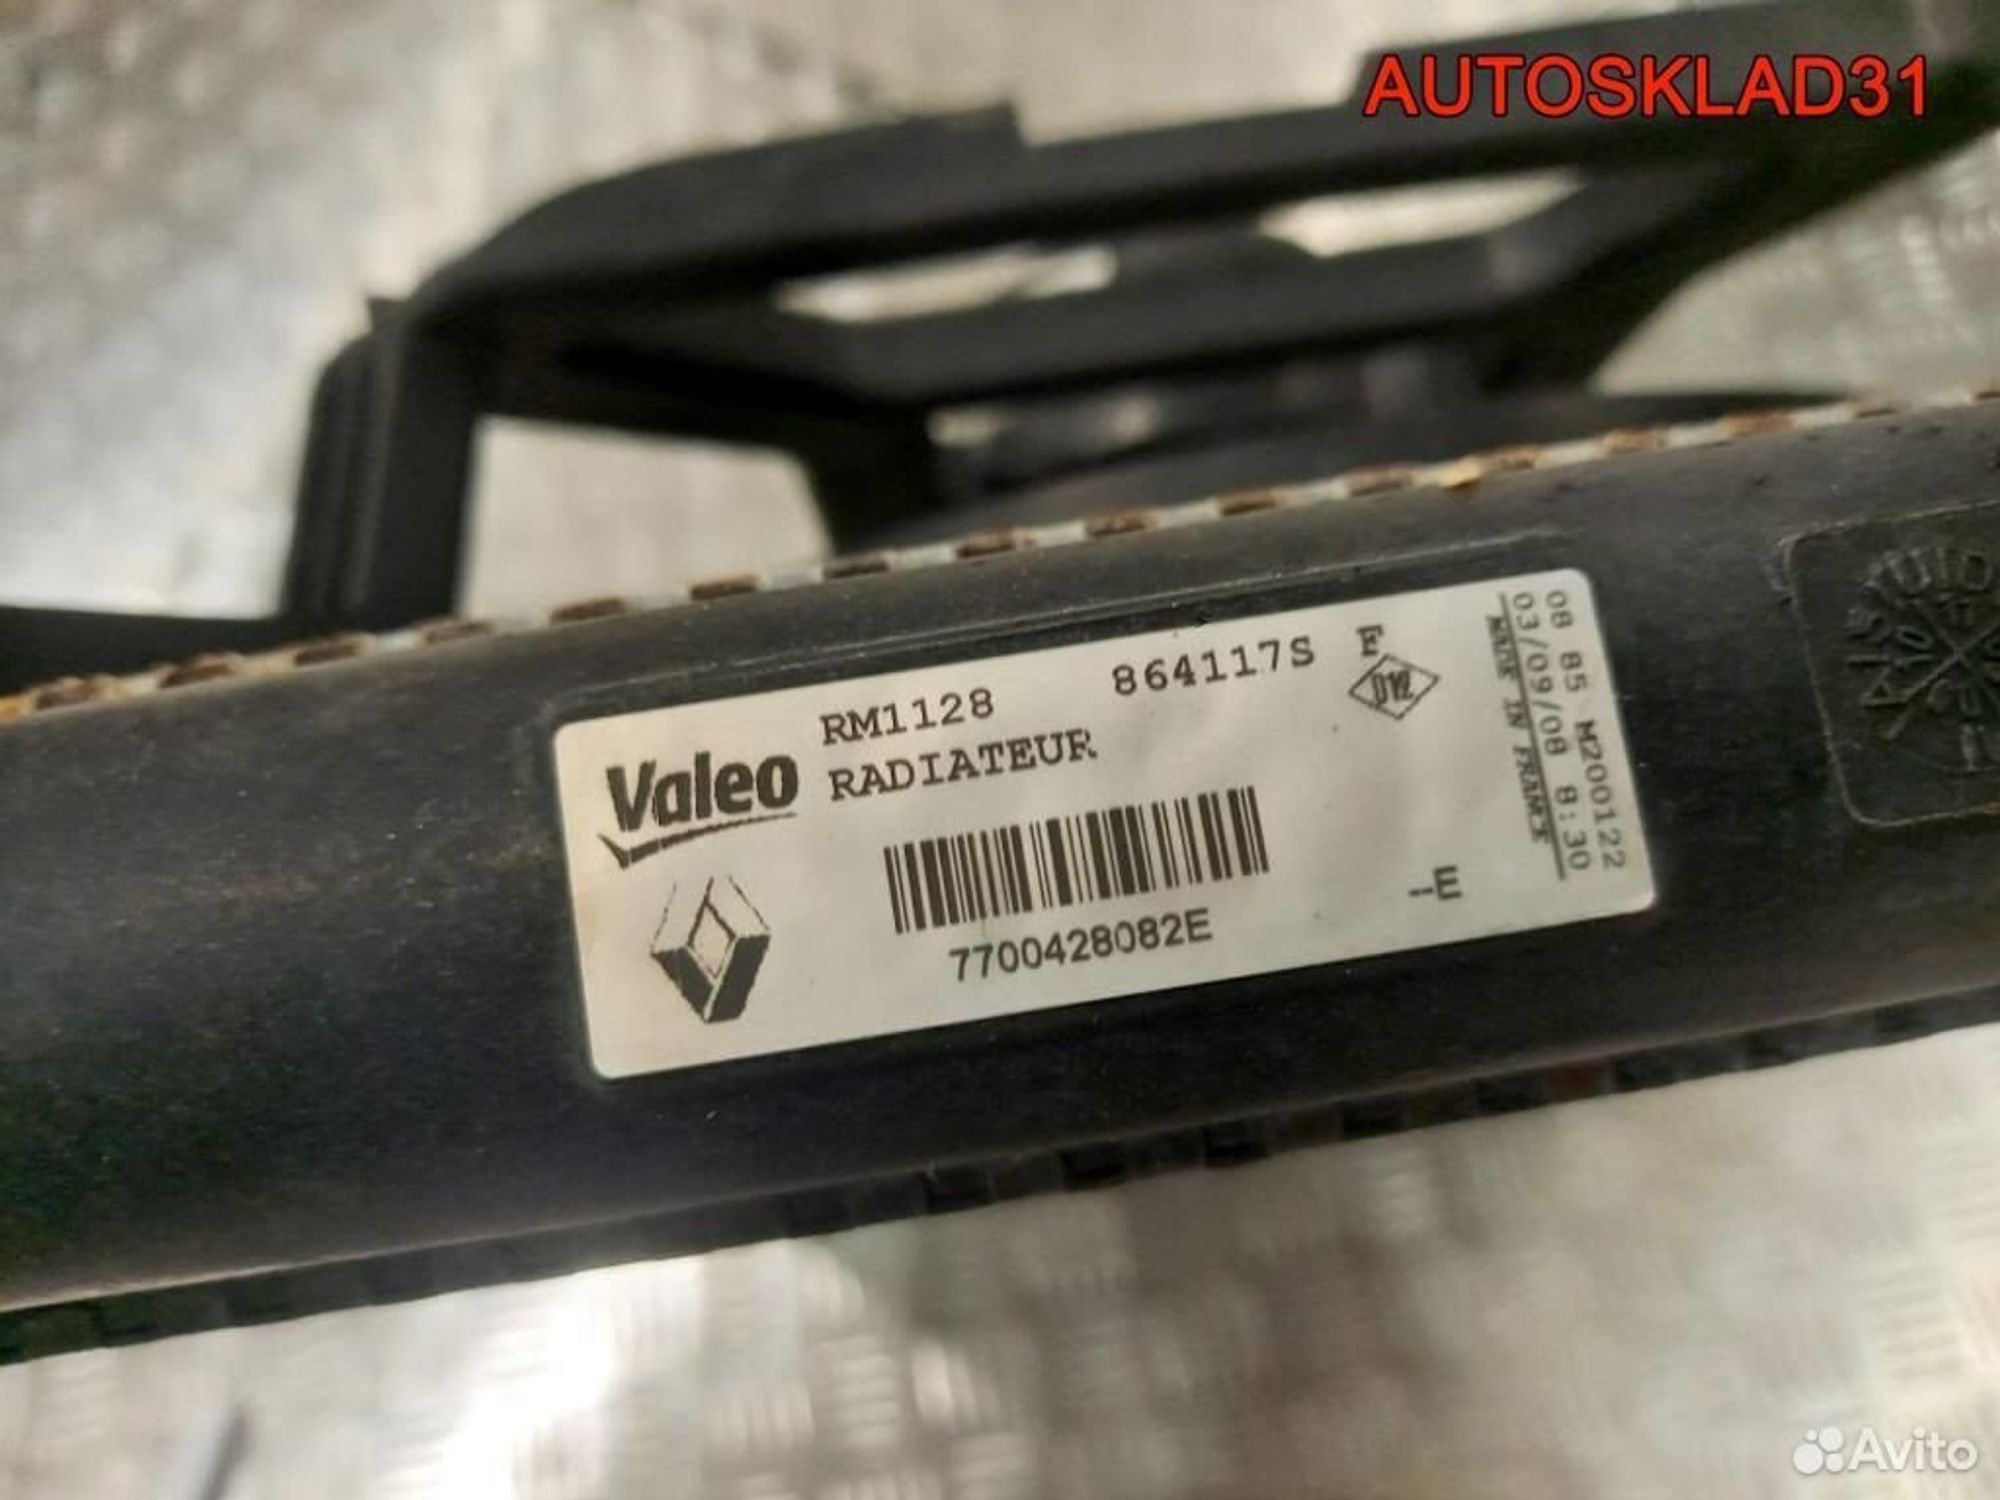 AUTOSKLAD31
RM1128 864117S E
Valeo RADIATEUR
7700428082E
--E
08 85 M200122
03/09/08 8:30
MADE IN FRANCE
Avito